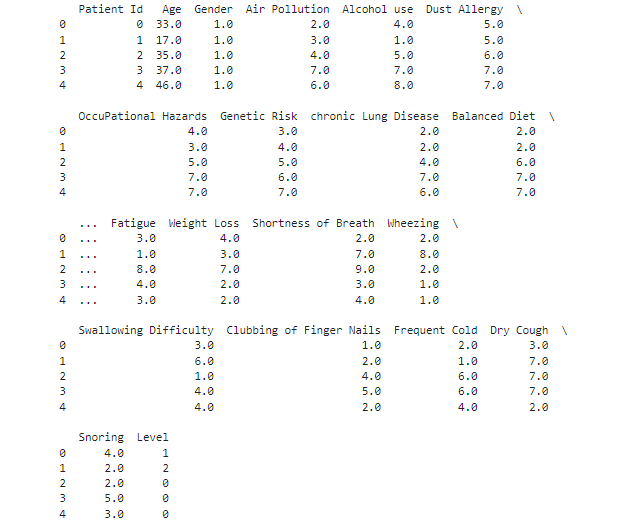 Patient Id Age Gender Air Pollution Alcohol use Dust Allergy \
0 0 33.0 1.0 2.0 4.0 5.0
1 1 17.0 1.0 3.0 1.0 5.0
2 2 35.0 1.0 4.0 5.0 6.0
3 3 37.0 1.0 7.0 7.0 7.0
4 4 46.0 1.0 6.0 8.0 7.0
OccuPational Hazards Genetic Risk chronic Lung Disease Balanced Diet \
0 4.0 3.0 2.0 2.0
1 3.0 4.0 2.0 2.0
2 5.0 5.0 4.0 6.0
3 7.0 6.0 7.0 7.0
4 7.0 7.0 6.0 7.0
... Fatigue Weight Loss Shortness of Breath Wheezing \
0 ... 3.0 4.0 2.0 2.0
1 ... 1.0 3.0 7.0 8.0
2 ... 8.0 7.0 9.0 2.0
3 ... 4.0 2.0 3.0 1.0
4 ... 3.0 2.0 4.0 1.0
Swallowing Difficulty Clubbing of Finger Nails Frequent Cold Dry Cough \
0 3.0 1.0 2.0 3.0
1 6.0 2.0 1.0 7.0
2 1.0 4.0 6.0 7.0
3 4.0 5.0 6.0 7.0
4 4.0 2.0 4.0 2.0
Snoring Level
0 4.0 1
1 2.0 2
2 2.0 0
3 5.0 0
4 3.0 0